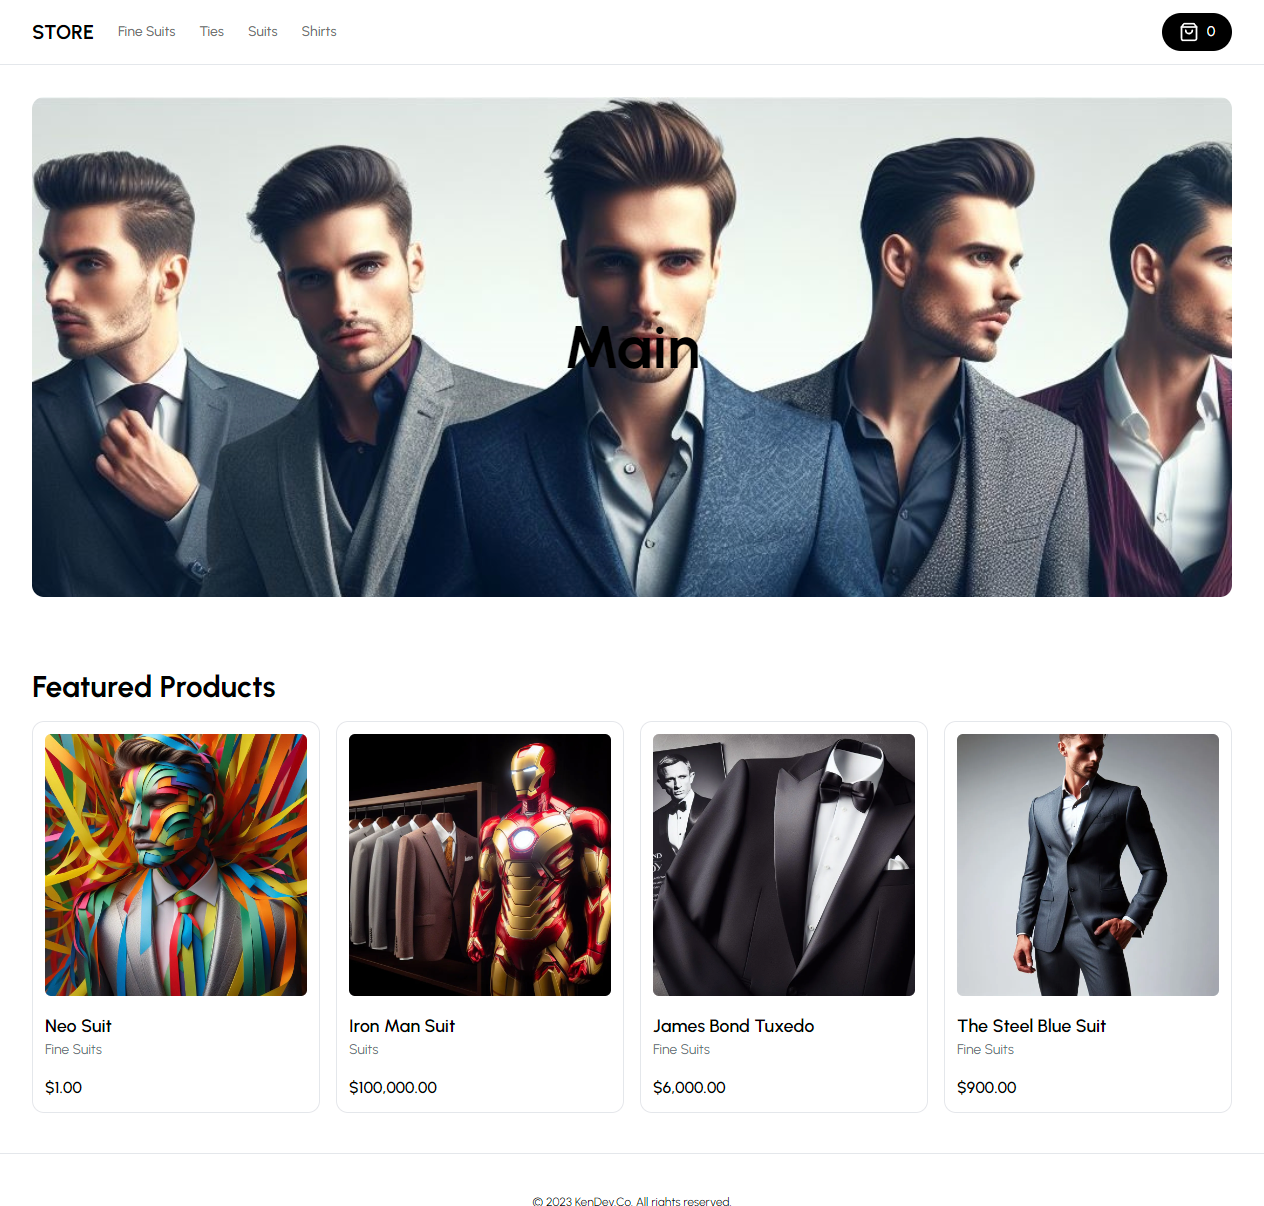 STORE Fine Suits Ties Suits Shirts 0
Main
Featured Products
Neo Suit
Fine Suits
$1.00
Iron Man Suit
Suits
$100,000.00
James Bond Tuxedo
Fine Suits
$6,000.00
The Steel Blue Suit
Fine Suits
$900.00
© 2023 KenDev.Co. All rights reserved.